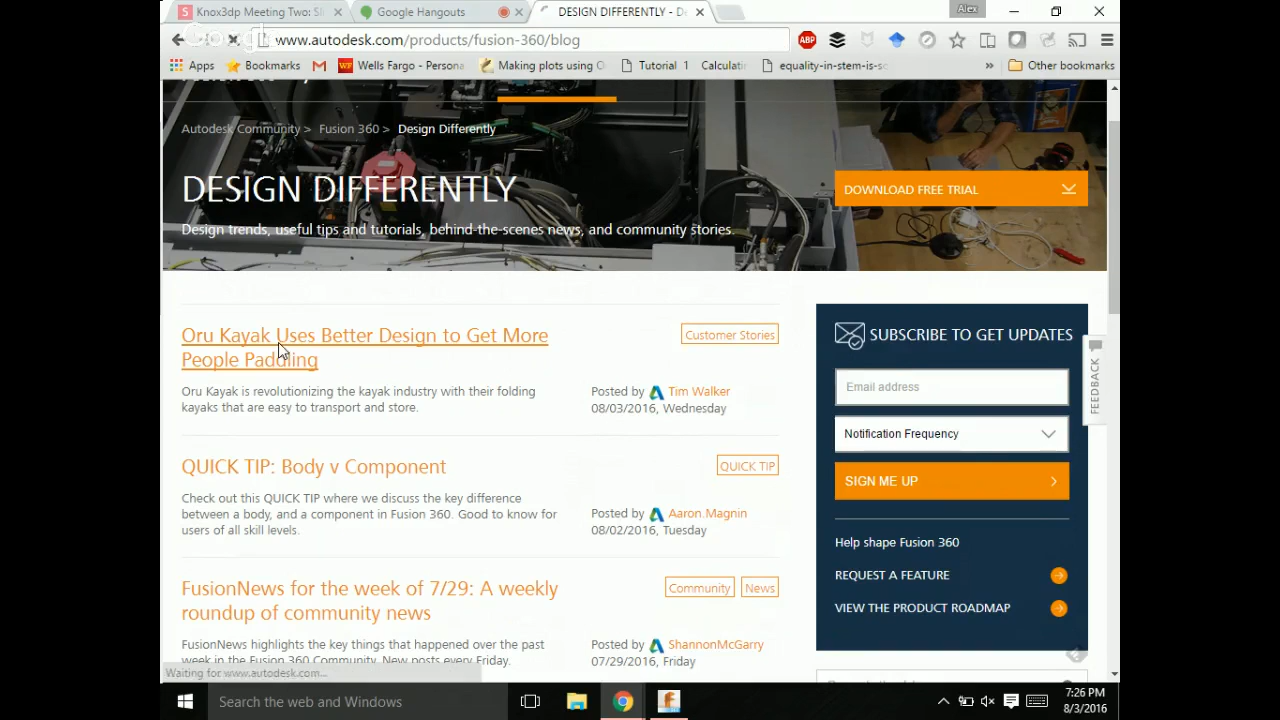 Knox3dp Meeting Two: Sli
Google Hangouts
DESIGN DIFFERENTLY - De
Alex
www.autodesk.com/products/fusion-360/blog
ABP
Apps
Bookmarks
Wells Fargo - Persona
Making plots using O
Tutorial 1
Calculati
equality-in-stem-is-sc
»
Other bookmarks
Autodesk Community > Fusion 360 > Design Differently
DESIGN DIFFERENTLY
DOWNLOAD FREE TRIAL
Design trends, useful tips and tutorials, behind-the-scenes news, and community stories.
Oru Kayak Uses Better Design to Get More
People Paddling
Customer Stories
Oru Kayak is revolutionizing the kayak industry with their folding
kayaks that are easy to transport and store.
Posted by Tim Walker
08/03/2016, Wednesday
QUICK TIP: Body v Component
QUICK TIP
Check out this QUICK TIP where we discuss the key difference
between a body, and a component in Fusion 360. Good to know for
users of all skill levels.
Posted by Aaron.Magnin
08/02/2016, Tuesday
FusionNews for the week of 7/29: A weekly
roundup of community news
Community
News
FusionNews highlights the key things that happened over the past
week in the Fusion 360 Community. New posts every Friday.
Posted by ShannonMcGarry
07/29/2016, Friday
SUBSCRIBE TO GET UPDATES
Email address
Notification Frequency
SIGN ME UP
Help shape Fusion 360
REQUEST A FEATURE
VIEW THE PRODUCT ROADMAP
FEEDBACK
Waiting for www.autodesk.com...
Search the web and Windows
7:26 PM
8/3/2016